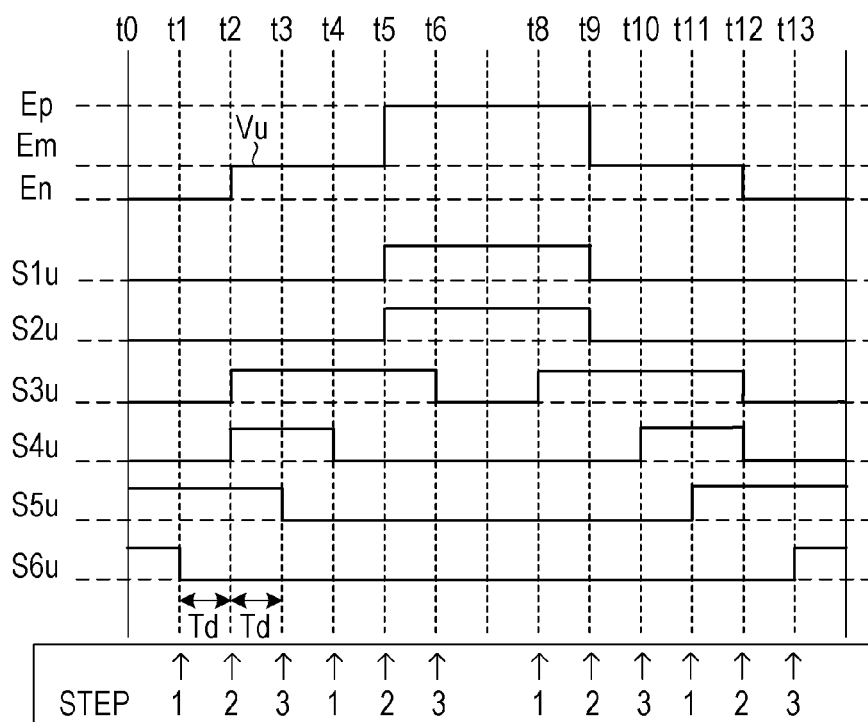 t0 t1 t2 t3 t4 t5 t6 t8 t9 t10 t11 t12 t13
Ep
Vu
Em
En
S1u
S2u
S3u
S4u
S5u
S6u
Td Td
STEP 1 2 3 1 2 3 1 2 3 1 2 3